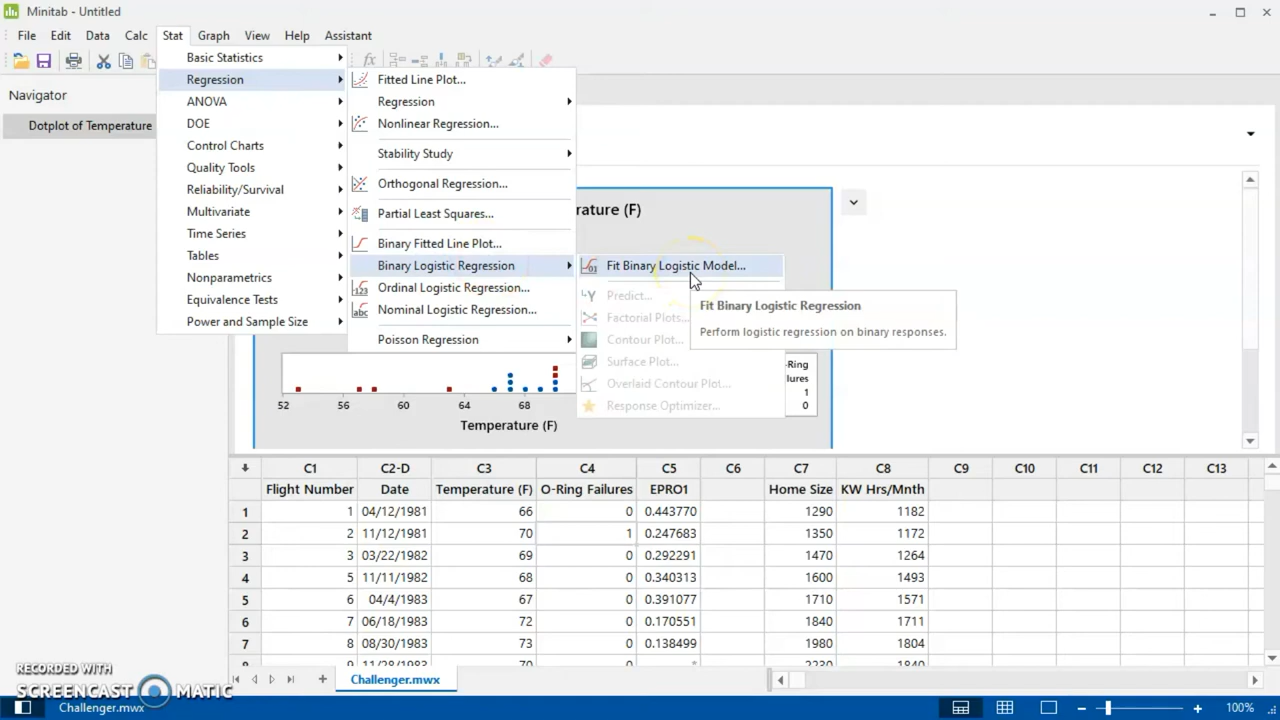 Minitab - Untitled
File Edit Data Calc Stat Graph View Help Assistant
Navigator
Dotplot of Temperature
Basic Statistics
Regression
ANOVA
DOE
Control Charts
Quality Tools
Reliability/Survival
Multivariate
Time Series
Tables
Nonparametrics
Equivalence Tests
Power and Sample Size
Fitted Line Plot...
Regression
Nonlinear Regression...
Stability Study
Orthogonal Regression...
Partial Least Squares...
Binary Fitted Line Plot...
Binary Logistic Regression
Ordinal Logistic Regression...
Nominal Logistic Regression...
Poisson Regression
Fit Binary Logistic Model...
Predict...
Factorial Plots...
Contour Plot...
Surface Plot...
Overlaid Contour Plot...
Response Optimizer...
Fit Binary Logistic Regression
Perform logistic regression on binary responses.
rature (F)
-Ring
lures
1
0
52 56 60 64 68
Temperature (F)
C1 C2-D C3 C4 C5 C6 C7 C8 C9 C10 C11 C12 C13
Flight Number Date Temperature (F) O-Ring Failures EPRO1 Home Size KW Hrs/Mnth
1 1 04/12/1981 66 0 0.443770 1290 1182
2 2 11/12/1981 70 1 0.247683 1350 1172
3 3 03/22/1982 69 0 0.292291 1470 1264
4 5 11/11/1982 68 0 0.340313 1600 1493
5 6 04/4/1983 67 0 0.391077 1710 1571
6 7 06/18/1983 72 0 0.170551 1840 1711
7 8 08/30/1983 73 0 0.138499 1980 1804
8 9 11/28/1983 70 0 * 2230 1840
Challenger.mwx
RECORDED WITH
SCREENCAST MATIC
Challenger.mwx
100%